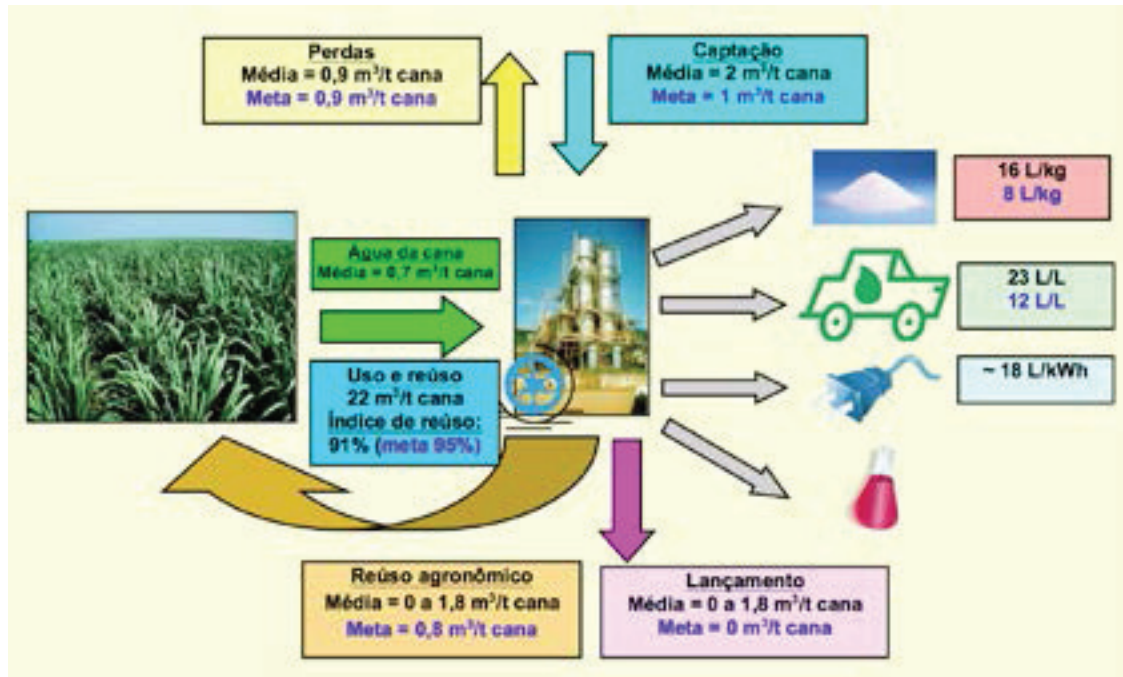 Perdas
Média = 0,9 m³/t cana
Meta = 0,9 m³/t cana
Captação
Média = 2 m³/t cana
Meta = 1 m³/t cana
16 L/kg
8 L/kg
Água da cana
Média = 0,7 m³/t cana
23 L/L
12 L/L
Uso e reúso
22 m³/t cana
Índice de reúso:
91% (meta 95%)
~ 18 L/kWh
Reúso agronômico
Média = 0 a 1,8 m³/t cana
Meta = 0,8 m³/t cana
Lançamento
Média = 0 a 1,8 m³/t cana
Meta = 0 m³/t cana